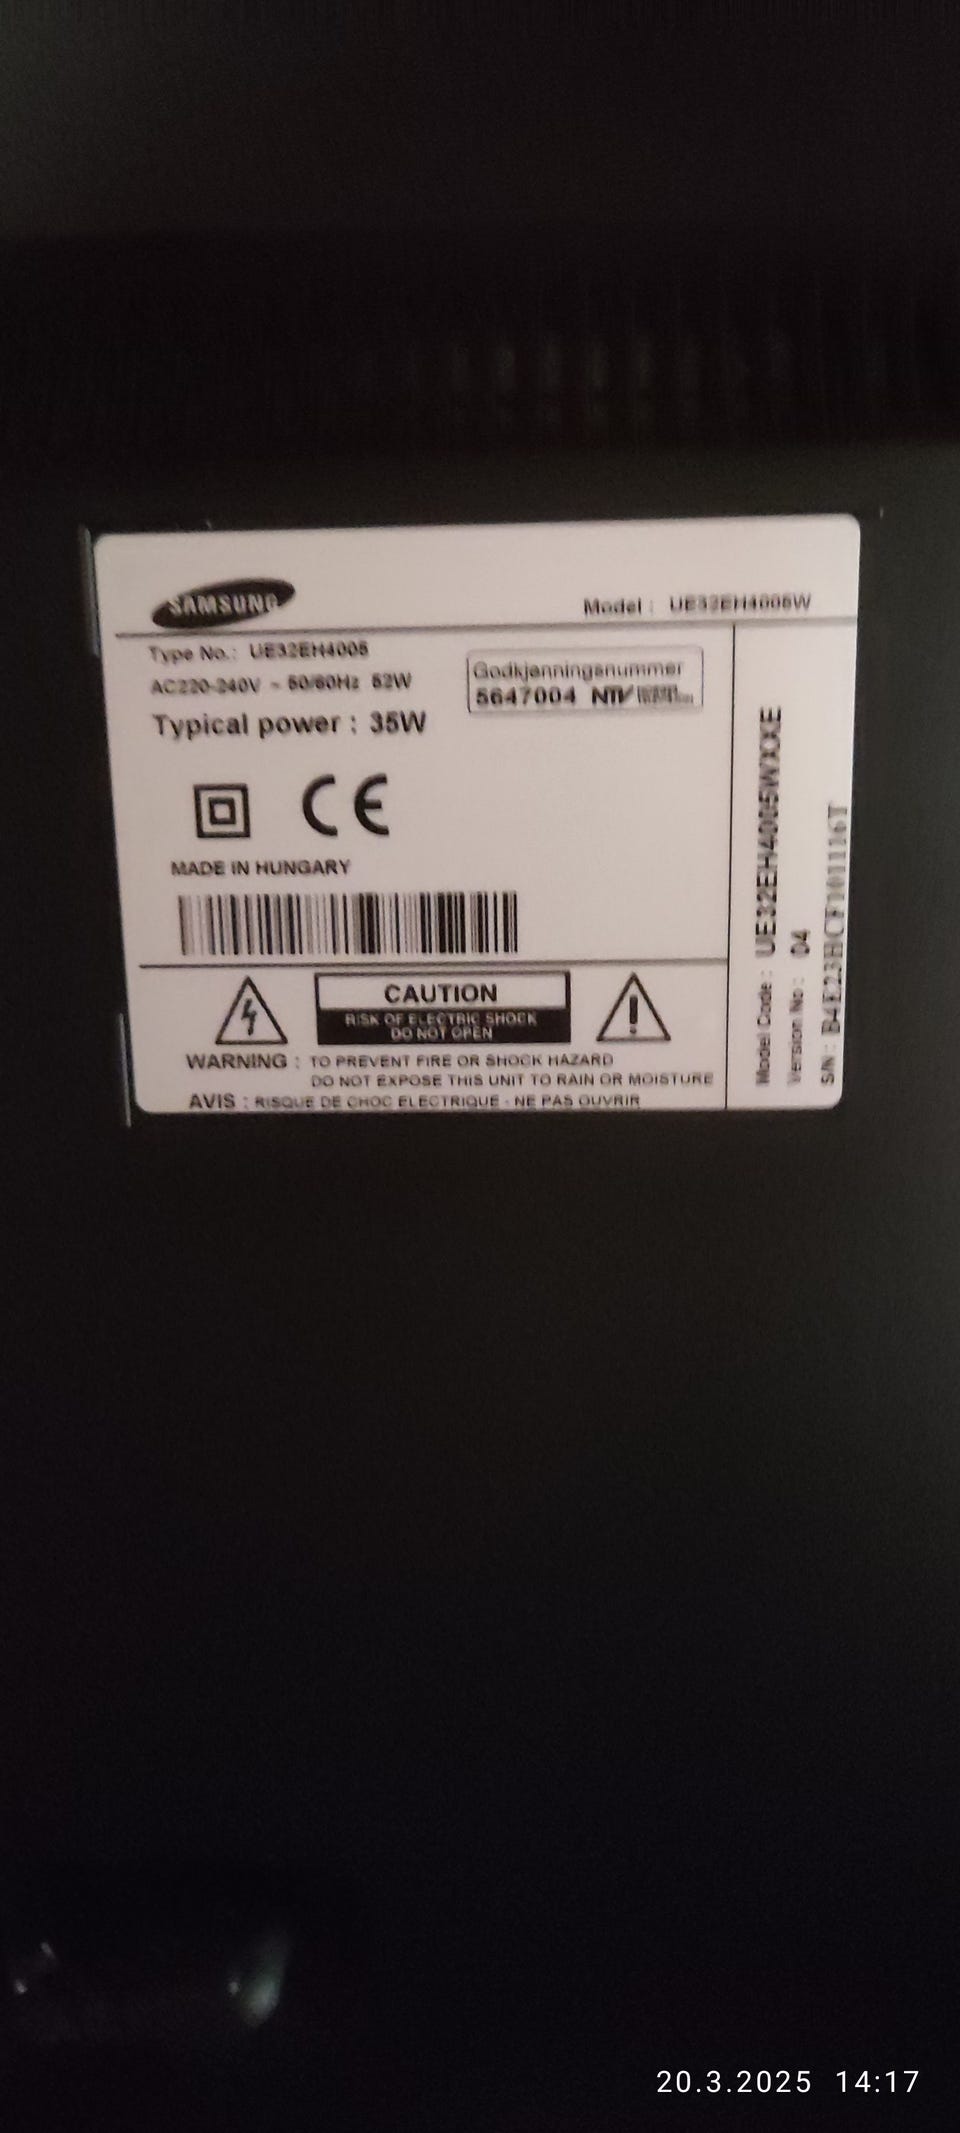 SAMSUNG
Model : UE32EH4005W
Type No.: UE32EH4005
AC220-240V ~ 50/60Hz 52W
Typical power : 35W
Godkjenningsnummer
5647004
CE
MADE IN HUNGARY
CAUTION
RISK OF ELECTRIC SHOCK
DO NOT OPEN
WARNING : TO PREVENT FIRE OR SHOCK HAZARD
DO NOT EXPOSE THIS UNIT TO RAIN OR MOISTURE
AVIS : RISQUE DE CHOC ELECTRIQUE - NE PAS OUVRIR
Model Code : UE32EH4005WXXE
Version No : 04
S/N :
20.3.2025 14:17